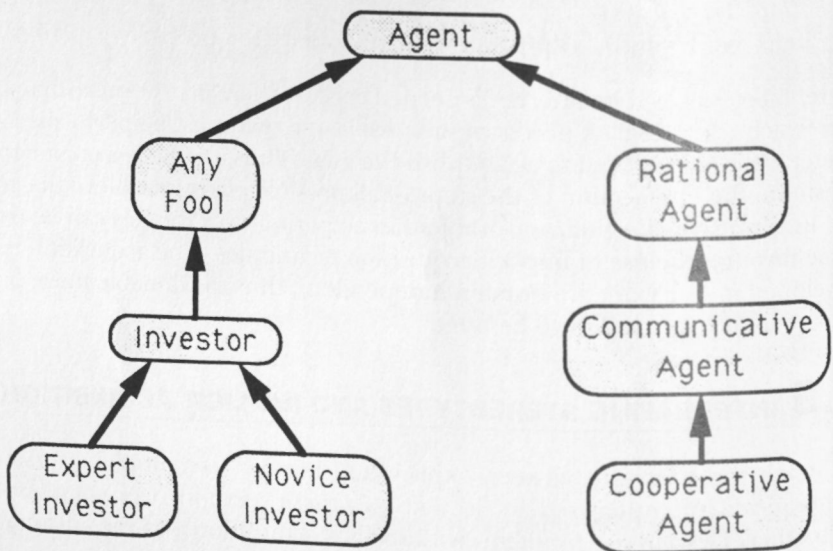 Agent
Any
Fool
Rational
Agent
Investor
Communicative
Agent
Expert
Investor
Novice
Investor
Cooperative
Agent